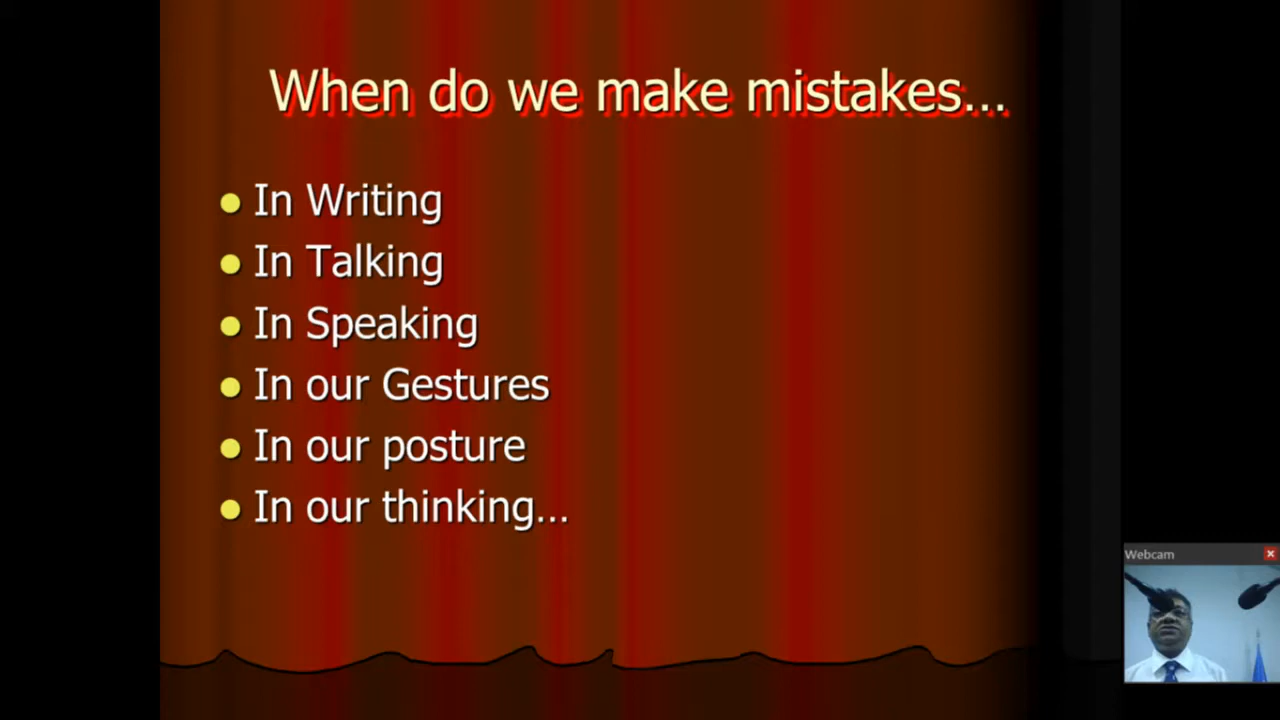 When do we make mistakes...
In Writing
In Talking
In Speaking
In our Gestures
In our posture
In our thinking...
Webcam